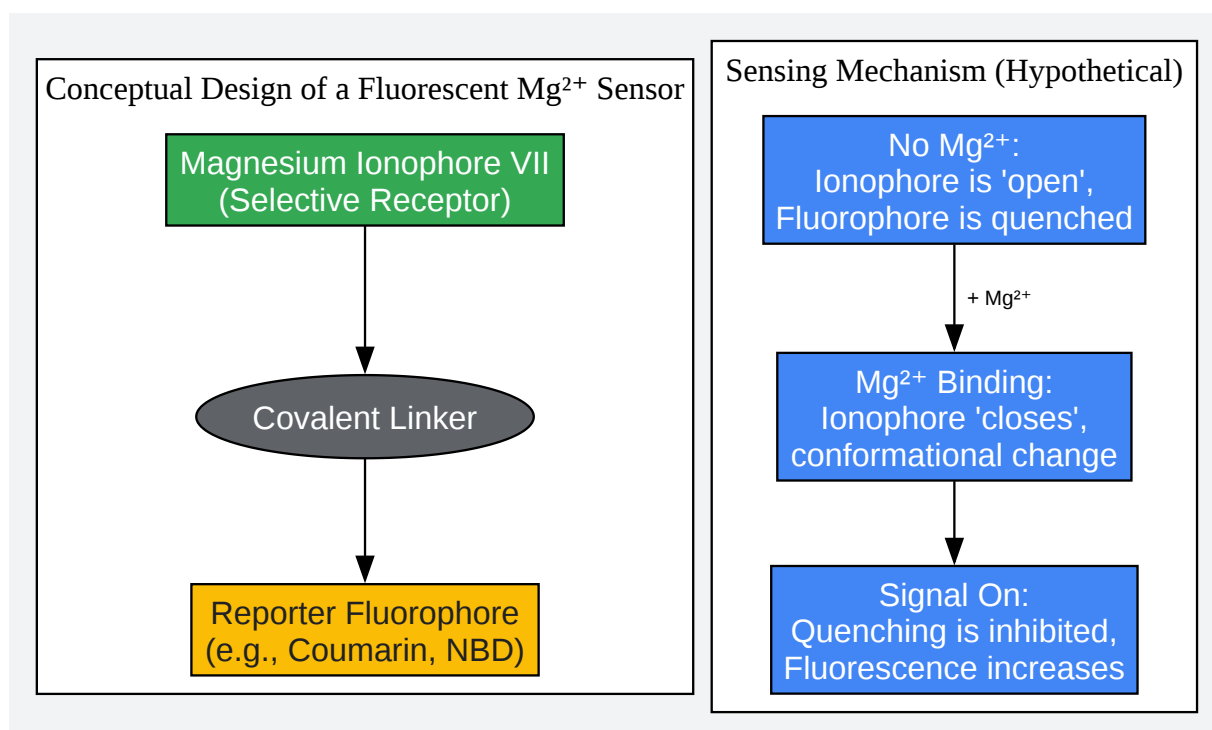 Conceptual Design of a Fluorescent Mg²⁺ Sensor
Magnesium Ionophore VII
(Selective Receptor)
Covalent Linker
Reporter Fluorophore
(e.g., Coumarin, NBD)
Sensing Mechanism (Hypothetical)
No Mg²⁺:
Ionophore is 'open',
Fluorophore is quenched
+ Mg²⁺
Mg²⁺ Binding:
Ionophore 'closes',
conformational change
Signal On:
Quenching is inhibited,
Fluorescence increases